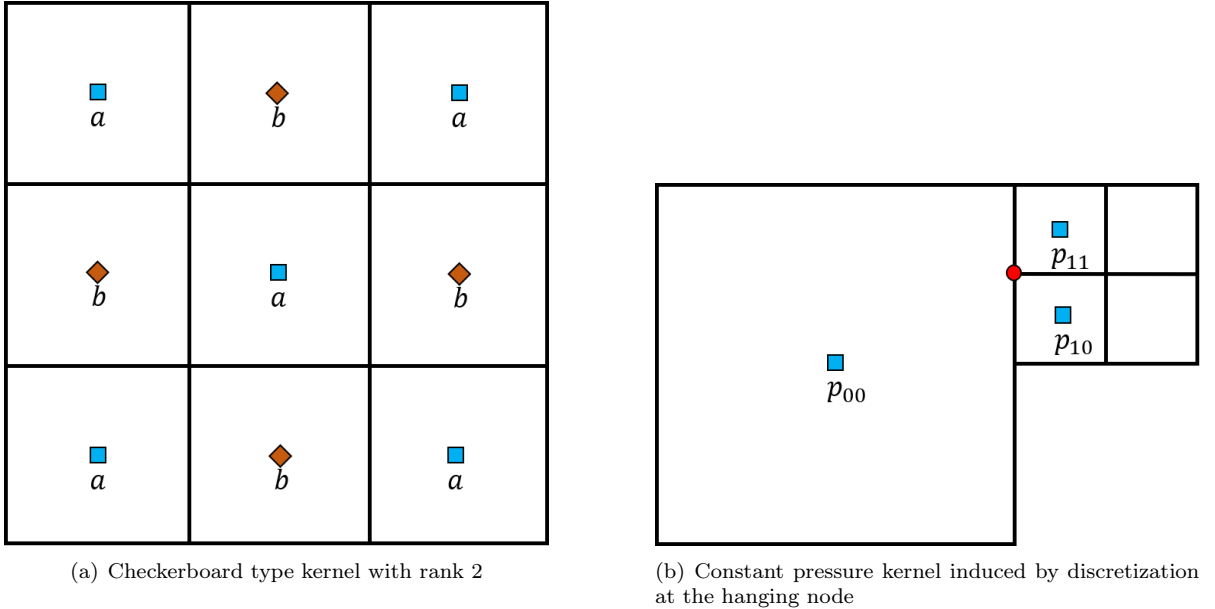 a b a
b a b
a b a
(a) Checkerboard type kernel with rank 2
p11
p10
p00
(b) Constant pressure kernel induced by discretization
at the hanging node